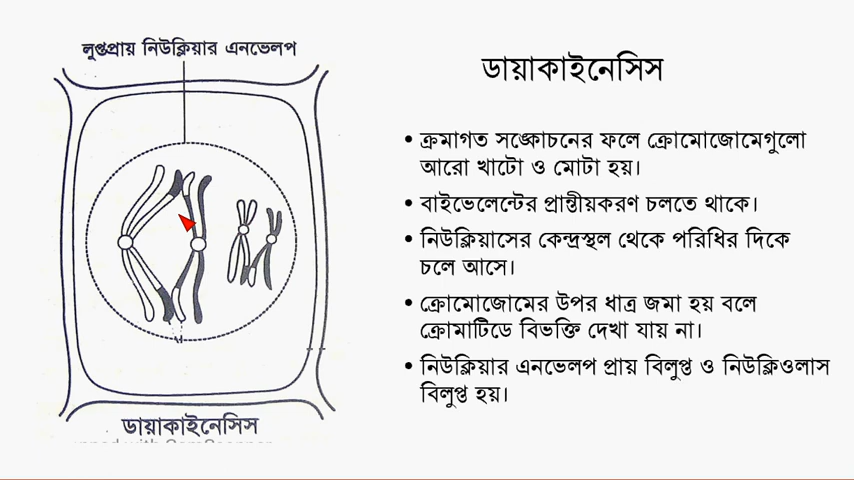 লুপ্তপ্রায় নিউক্লিয়ার এনভেলপ
ডায়াকাইনেসিস
• ক্রমাগত সঙ্কোচনের ফলে ক্রোমোজোমেগুলো
আরো খাটো ও মোটা হয়।
• বাইভেলেন্টের প্রান্তীয়করণ চলতে থাকে।
• নিউক্লিয়াসের কেন্দ্রস্থল থেকে পরিধির দিকে
চলে আসে।
• ক্রোমোজোমের উপর ধাত্র জমা হয় বলে
ক্রোমাটিডে বিভক্তি দেখা যায় না।
• নিউক্লিয়ার এনভেলপ প্রায় বিলুপ্ত ও নিউক্লিওলাস
বিলুপ্ত হয়।
ডায়াকাইনেসিস